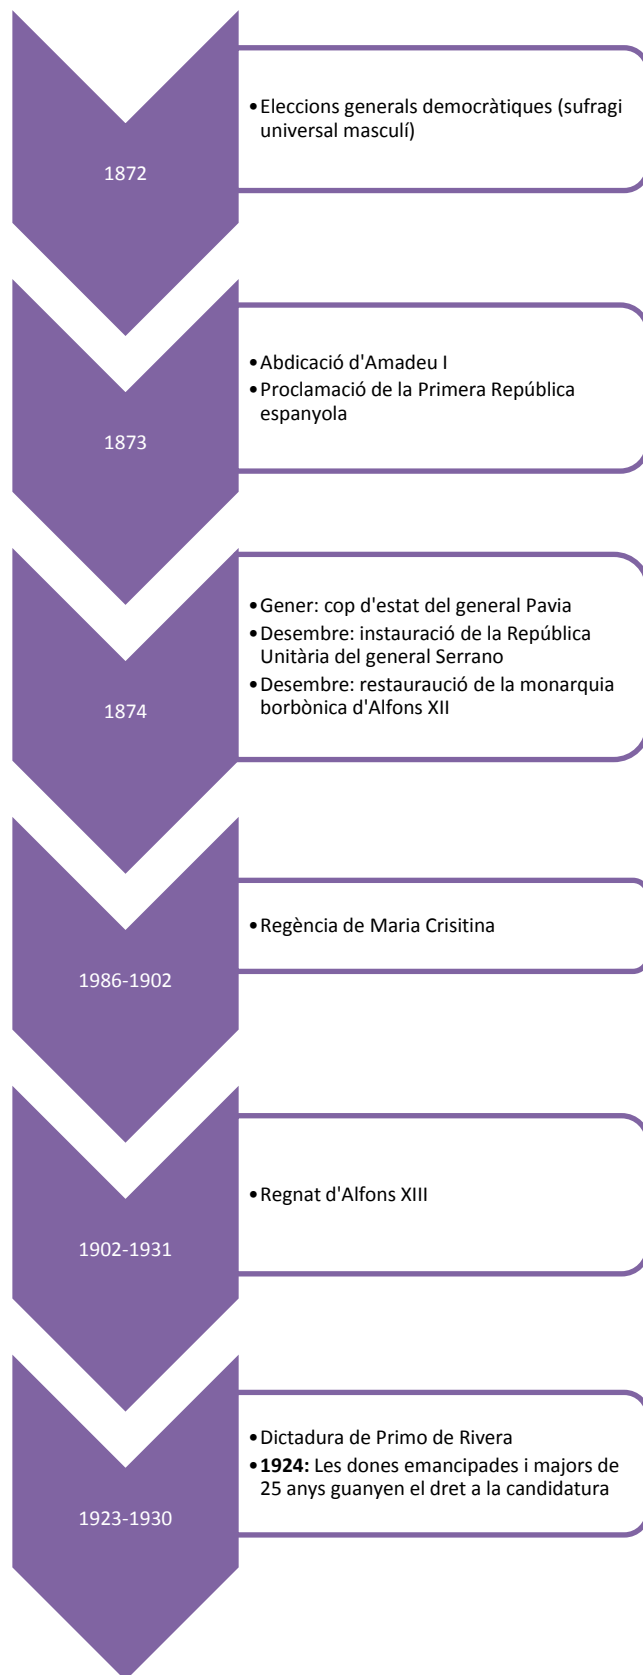 1872
•Eleccions generals democràtiques (sufragi
universal masculí)
1873
•Abdicació d'Amadeu I
•Proclamació de la Primera República
espanyola
1874
•Gener: cop d'estat del general Pavia
•Desembre: instauració de la República
Unitària del general Serrano
•Desembre: restauraució de la monarquia
borbònica d'Alfons XII
1986-1902
•Regència de Maria Crisitina
1902-1931
•Regnat d'Alfons XIII
1923-1930
•Dictadura de Primo de Rivera
•1924: Les dones emancipades i majors de
25 anys guanyen el dret a la candidatura